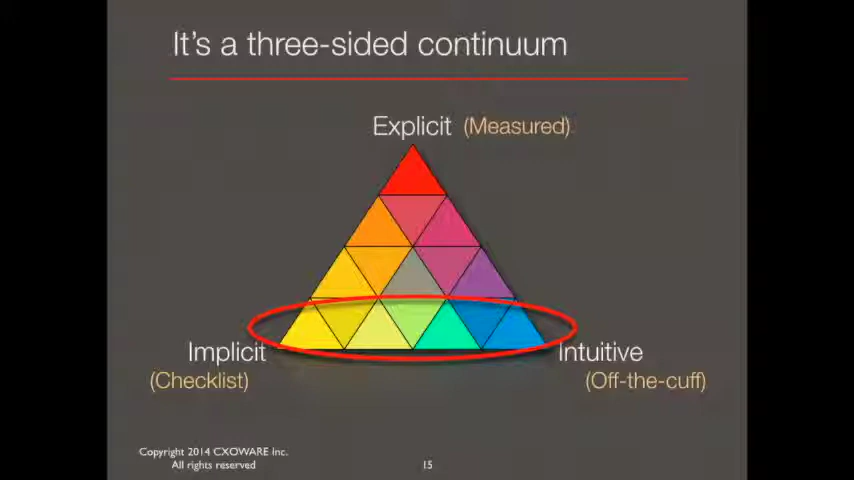 It's a three-sided continuum
Explicit (Measured)
Implicit
(Checklist)
Intuitive
(Off-the-cuff)
Copyright 2014 CXOWARE Inc.
All rights reserved
15